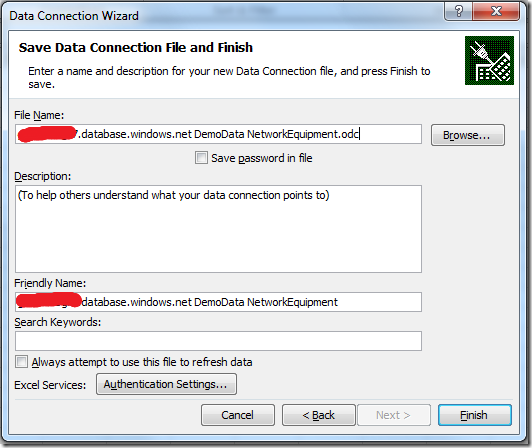 Data Connection Wizard
Save Data Connection File and Finish
Enter a name and description for your new Data Connection file, and press Finish to
save.
File Name:
.database.windows.net DemoData NetworkEquipment.odc
Browse...
Save password in file
Description:
(To help others understand what your data connection points to)
Friendly Name:
database.windows.net DemoData NetworkEquipment
Search Keywords:
Always attempt to use this file to refresh data
Excel Services:
Authentication Settings...
Cancel
< Back
Next >
Finish